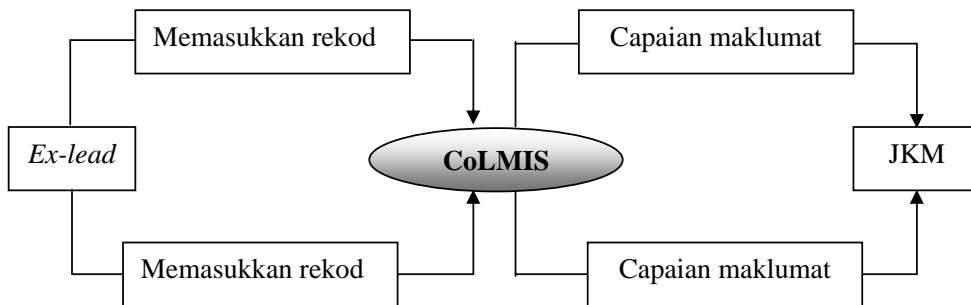 Memasukkan rekod
Capaian maklumat
Ex-lead
CoLMIS
JKM
Memasukkan rekod
Capaian maklumat